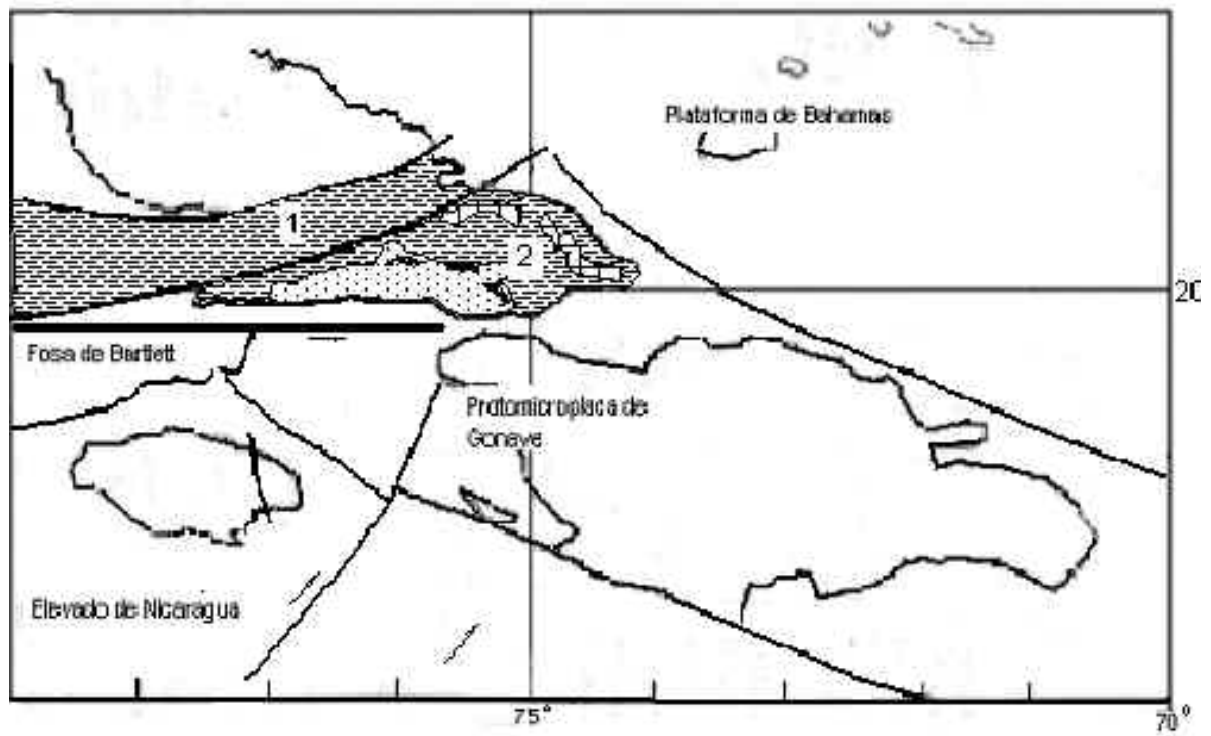 Plataforma de Bahamas
1
2
20
Fosa de Bartlett
Protomicroplaca de
Gonave
Elevado de Nicaragua
75°
70°